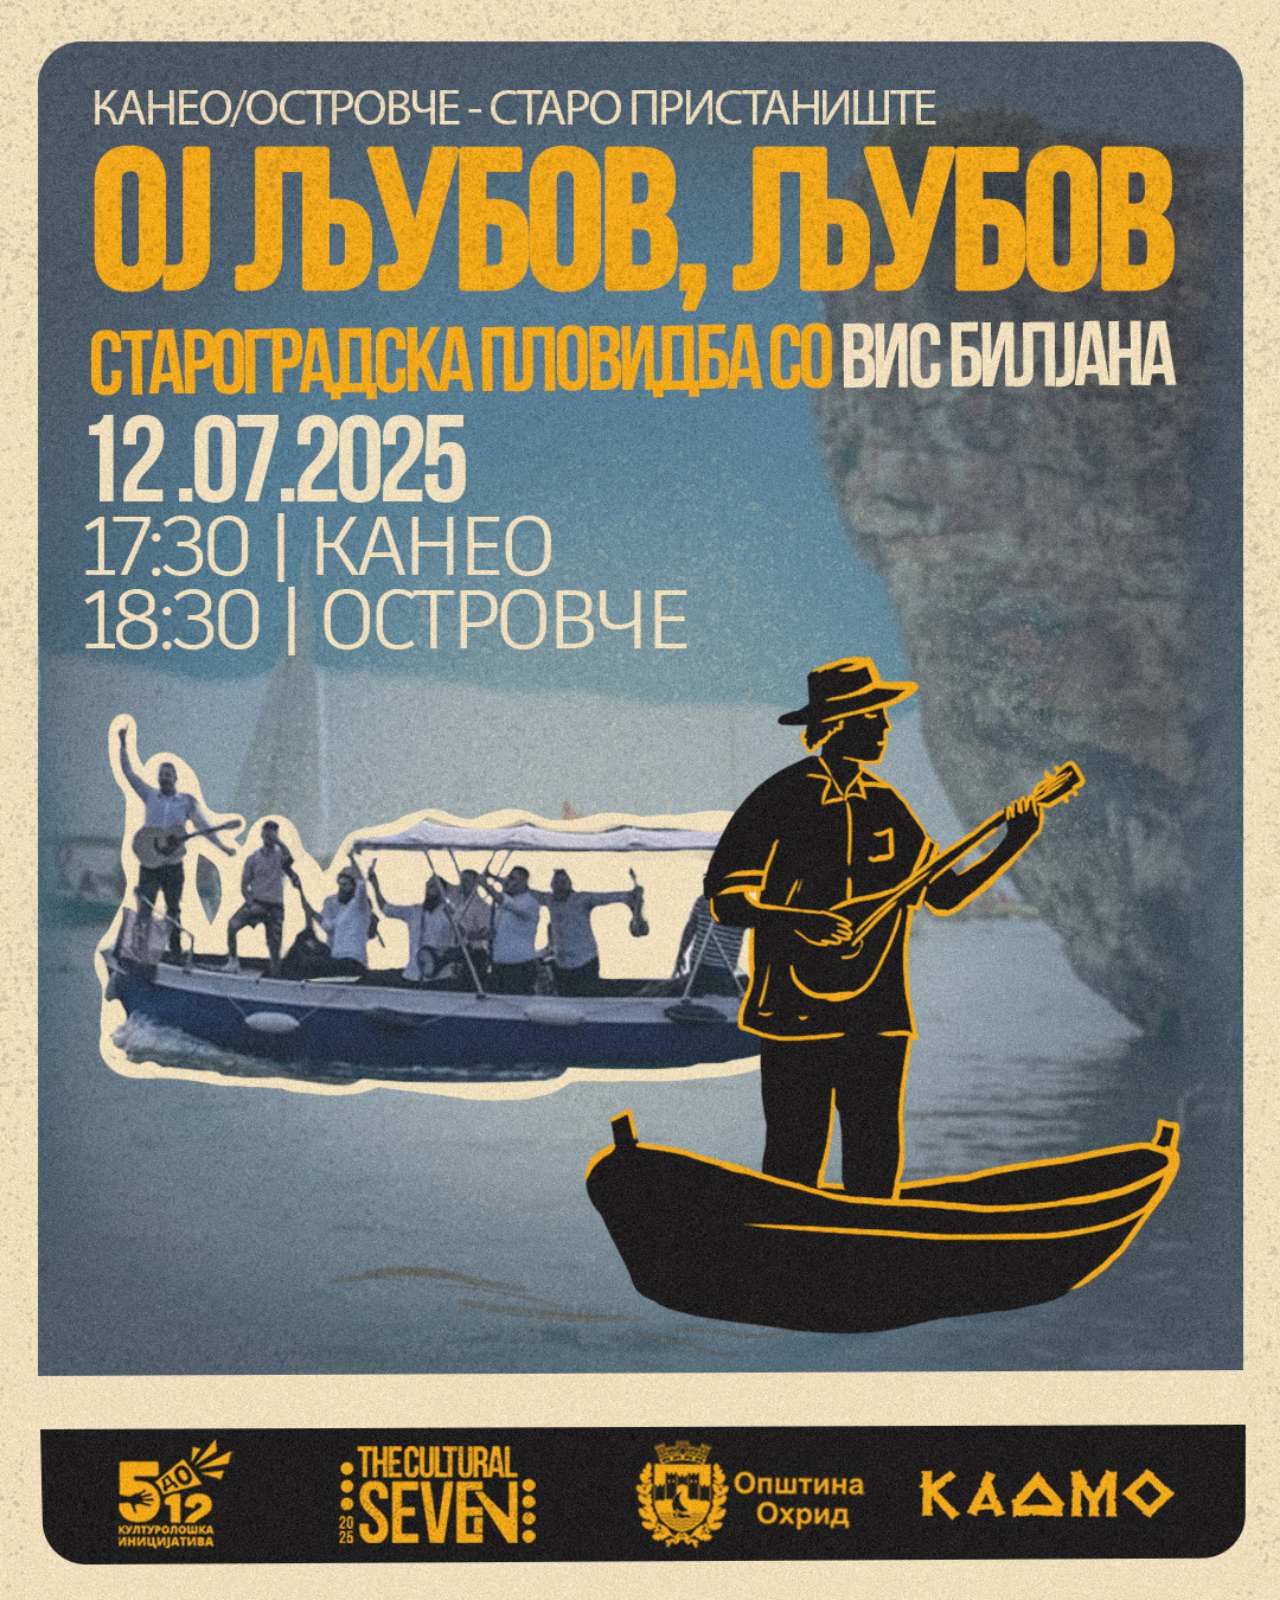 КАНЕО/ОСТРОВЧЕ - СТАРО ПРИСТАНИШТЕ
ОЈ ЉУБОВ, ЉУБОВ
СТАРОГРАДСКА ПЛОВИДБА СО ВИС БИЛЈАНА
12.07.2025
17:30 | КАНЕО
18:30 | ОСТРОВЧЕ
5 ДО 12
КУЛТУРОЛОШКА
ИНИЦИЈАТИВА
THE CULTURAL
SEVEN
2025
Општина
Охрид
КАДМО